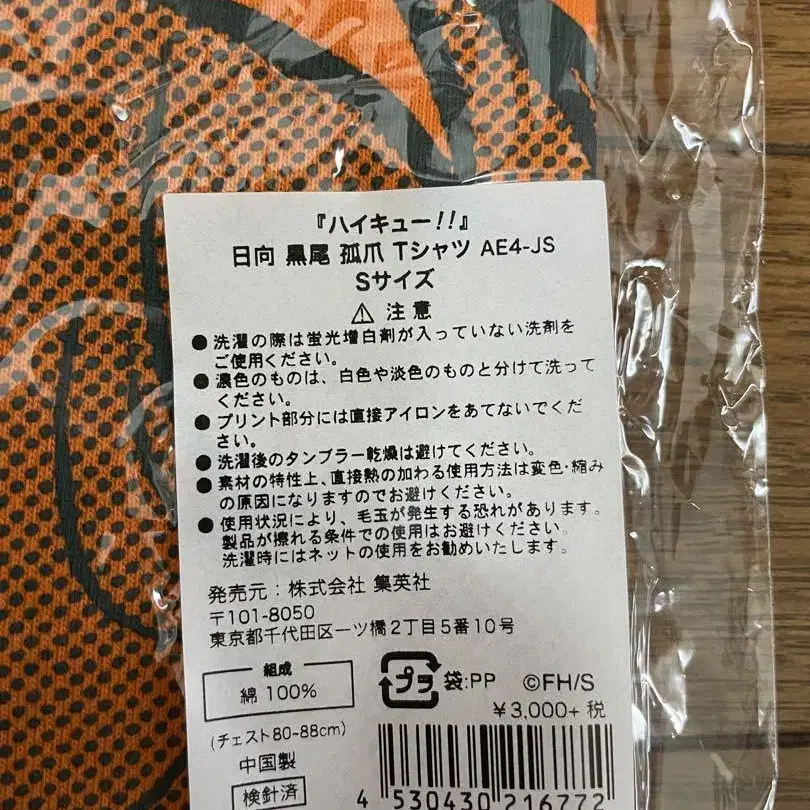 『ハイキュー!!』
日向 黒尾 孤爪 Tシャツ AE4-JS
Sサイズ
⚠ 注意
●洗濯の際は蛍光増白剤が入っていない洗剤を
ご使用ください。
●濃色のものは、白色や淡色のものと分けて洗って
ください。
●プリント部分には直接アイロンをあてないでくだ
さい。
●洗濯後のタンブラー乾燥は避けてください。
●素材の特性上、直接熱の加わる使用方法は変色・縮み
の原因になりますのでお避けください。
●使用状況により、毛玉が発生する恐れがあります。
製品が擦れる条件での使用はお避けください。
洗濯時にはネットの使用をお勧めいたします。
発売元:株式会社 集英社
〒101-8050
東京都千代田区一ツ橋2丁目5番10号
組成
綿 100%
(チェスト80~88cm)
中国製
検針済
プラ 袋:PP ©FH/S
¥3,000+ 税
4 530430 216772